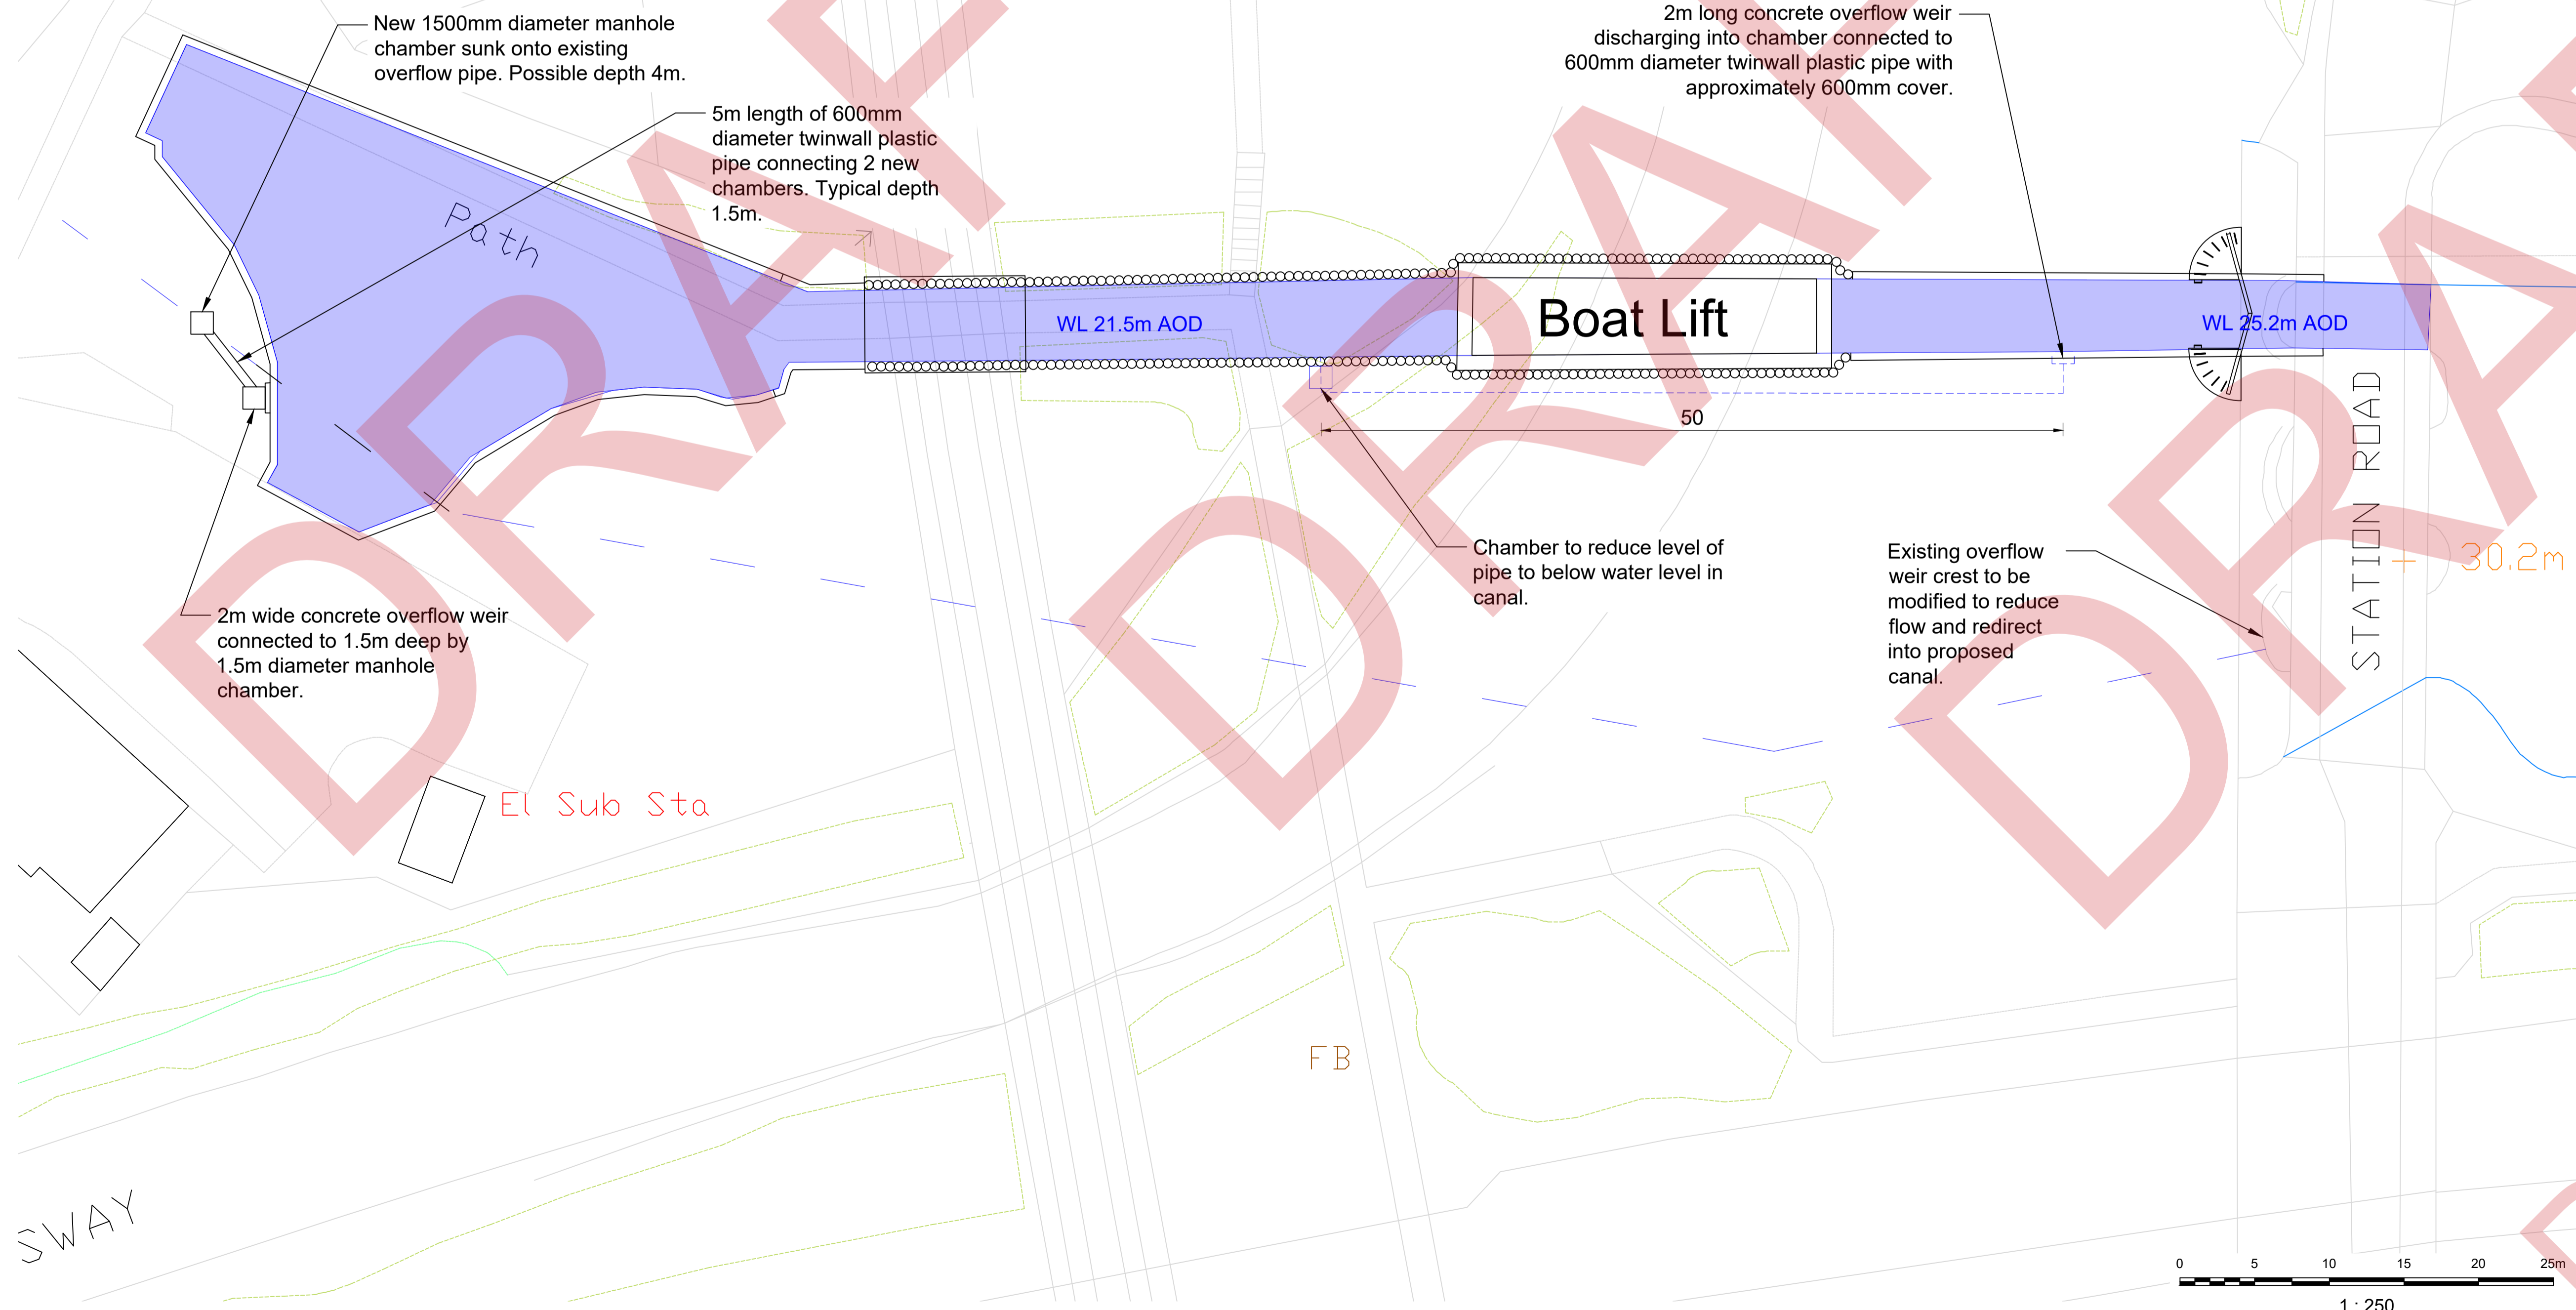 New 1500mm diameter manhole
chamber sunk onto existing
overflow pipe. Possible depth 4m.
5m length of 600mm
diameter twinwall plastic
pipe connecting 2 new
chambers. Typical depth
1.5m.
2m long concrete overflow weir
discharging into chamber connected to
600mm diameter twinwall plastic pipe with
approximately 600mm cover.
Path
WL 21.5m AOD
Boat Lift
WL 25.2m AOD
50
STATION ROAD
30.2m
Chamber to reduce level of
pipe to below water level in
canal.
Existing overflow
weir crest to be
modified to reduce
flow and redirect
into proposed
canal.
2m wide concrete overflow weir
connected to 1.5m deep by
1.5m diameter manhole
chamber.
El Sub Sta
FB
SWAY
0 5 10 15 20 25m
1 : 250
DRAF
DRAF
DRAF